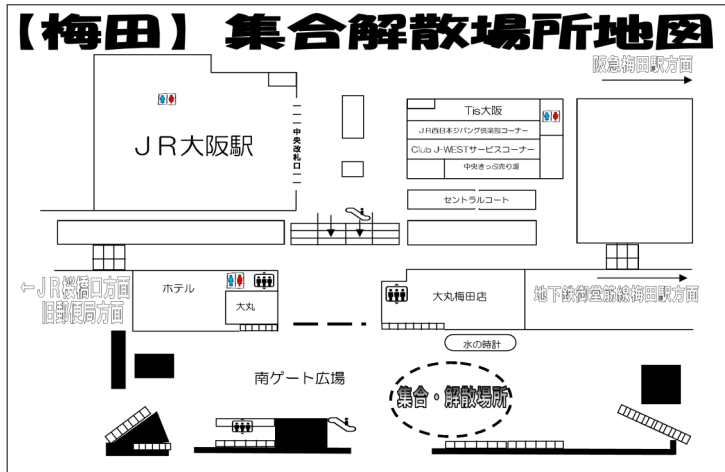 【梅田】集合解散場所地図
阪急梅田駅方面
JR大阪駅
中央改札口
Tis大阪
JR西日本ジパング倶楽部コーナー
Club J-WESTサービスコーナー
中央きっぷ売り場
セントラルコート
←JR桜橋口方面
旧郵便局方面
ホテル
大丸
大丸梅田店
地下鉄御堂筋線梅田駅方面
水の時計
南ゲート広場
集合・解散場所